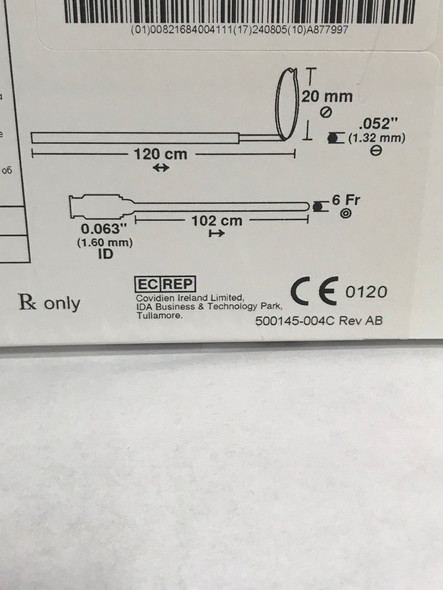 (01)00821684004111(17)240805(10)A877997
20 mm
.052"
(1.32 mm)
120 cm
6 Fr
102 cm
0.063"
(1.60 mm)
ID
об
℞ only
EC REP
Covidien Ireland Limited,
IDA Business & Technology Park,
Tullamore.
CE 0120
500145-004C Rev AB